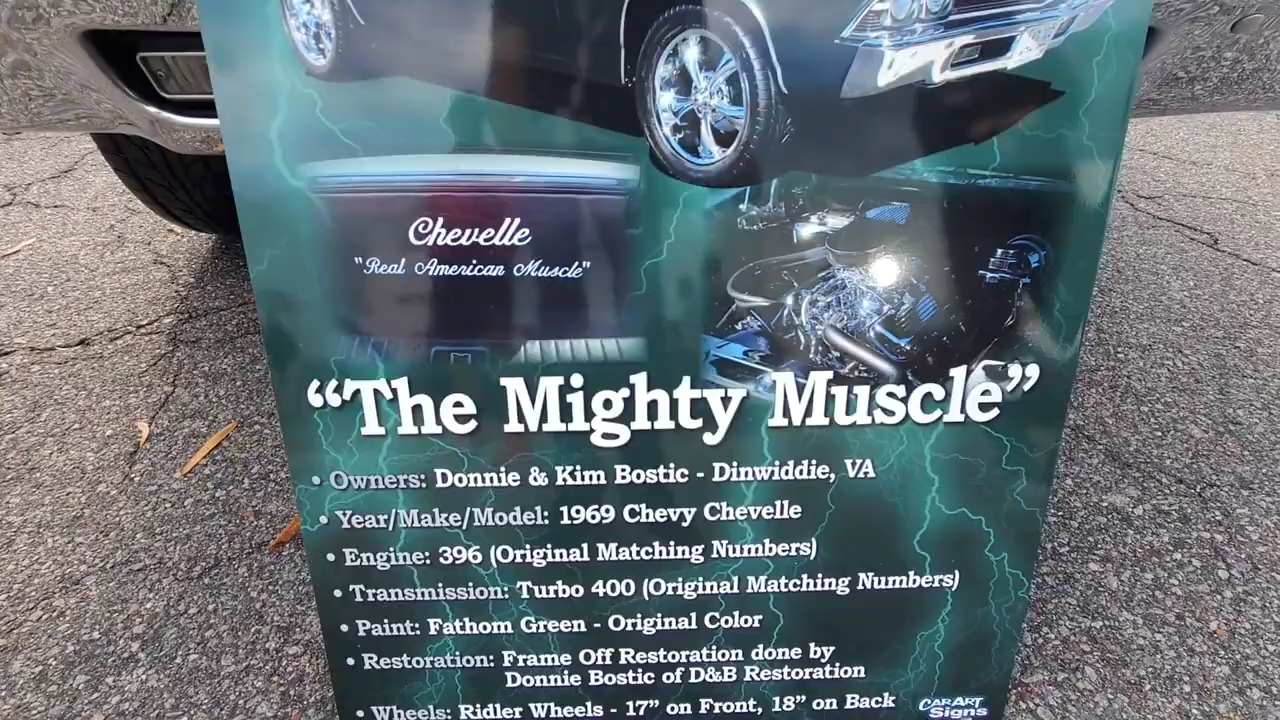 Chevelle
"Real American Muscle"
“The Mighty Muscle”
• Owners: Donnie & Kim Bostic - Dinwiddie, VA
• Year/Make/Model: 1969 Chevy Chevelle
• Engine: 396 (Original Matching Numbers)
• Transmission: Turbo 400 (Original Matching Numbers)
• Paint: Fathom Green - Original Color
• Restoration: Frame Off Restoration done by
Donnie Bostic of D&B Restoration
• Wheels: Ridler Wheels - 17” on Front, 18” on Back
CAR ART
Signs